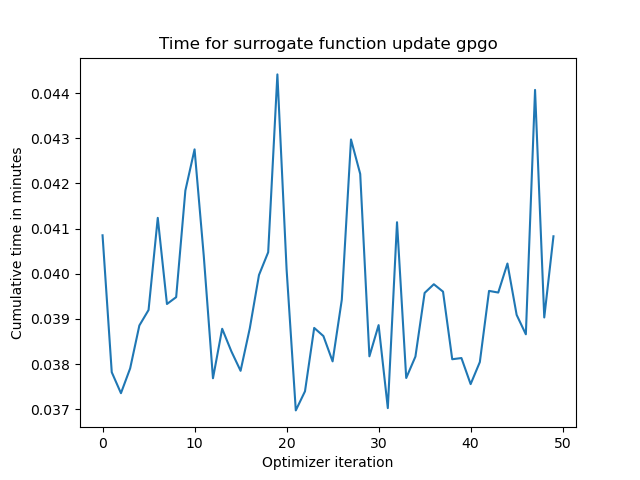 Time for surrogate function update gpgo
Cumulative time in minutes
0.044
0.043
0.042
0.041
0.040
0.039
0.038
0.037
0 10 20 30 40 50
Optimizer iteration